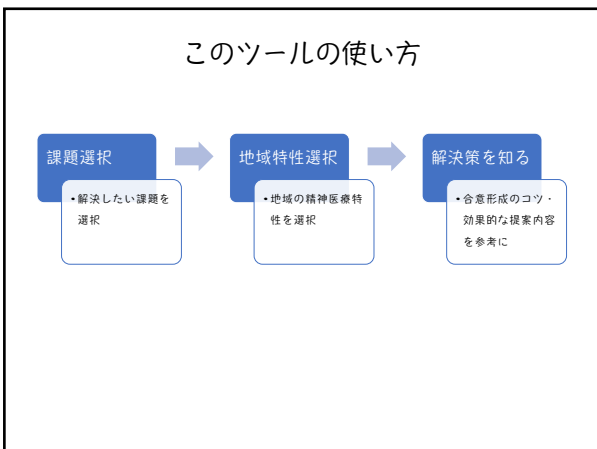 このツールの使い方
課題選択
•解決したい課題を
選択
地域特性選択
•地域の精神医療特
性を選択
解決策を知る
•合意形成のコツ・
効果的な提案内容
を参考に